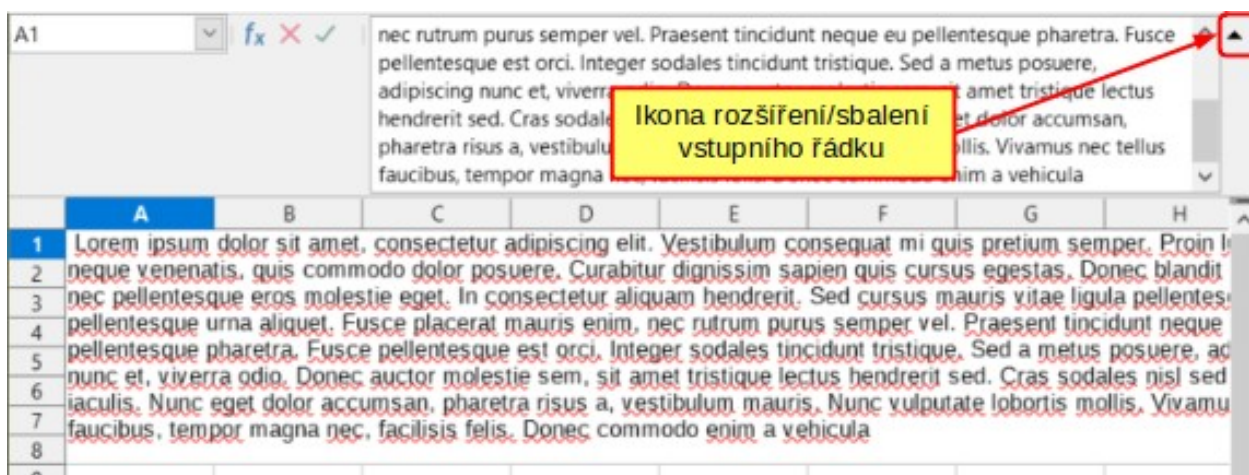 A1
fx
nec rutrum purus semper vel. Praesent tincidunt neque eu pellentesque pharetra. Fusce
pellentesque est orci. Integer sodales tincidunt tristique. Sed a metus posuere,
adipiscing nunc et, amet tristique lectus
hendrerit sed. Cras dolor accumsan,
pharetra risus a, Vivamus nec tellus
faucibus, tempor magna a vehicula
Ikona rozšíření/sbalení
vstupního řádku
A B C D E F G H
1 Lorem ipsum dolor sit amet, consectetur adipiscing elit. Vestibulum consequat mi quis pretium semper. Proin
2 neque venenatis, quis commodo dolor posuere. Curabitur dignissim sapien quis cursus egestas. Donec blandit
3 nec pellentesque eros molestie eget. In consectetur aliquam hendrerit. Sed cursus mauris vitae ligula
4 pellentesque urna aliquet. Fusce placerat mauris enim, nec rutrum purus semper vel. Praesent tincidunt neque
5 pellentesque pharetra. Fusce pellentesque est orci. Integer sodales tincidunt tristique. Sed a metus posuere,
6 nunc et, viverra odio. Donec auctor molestie sem, sit amet tristique lectus hendrerit sed. Cras sodales nisl sed
7 iaculis. Nunc eget dolor accumsan, pharetra risus a, vestibulum mauris. Nunc vulputate lobortis mollis.
faucibus, tempor magna nec, facilisis felis. Donec commodo enim a vehicula
8